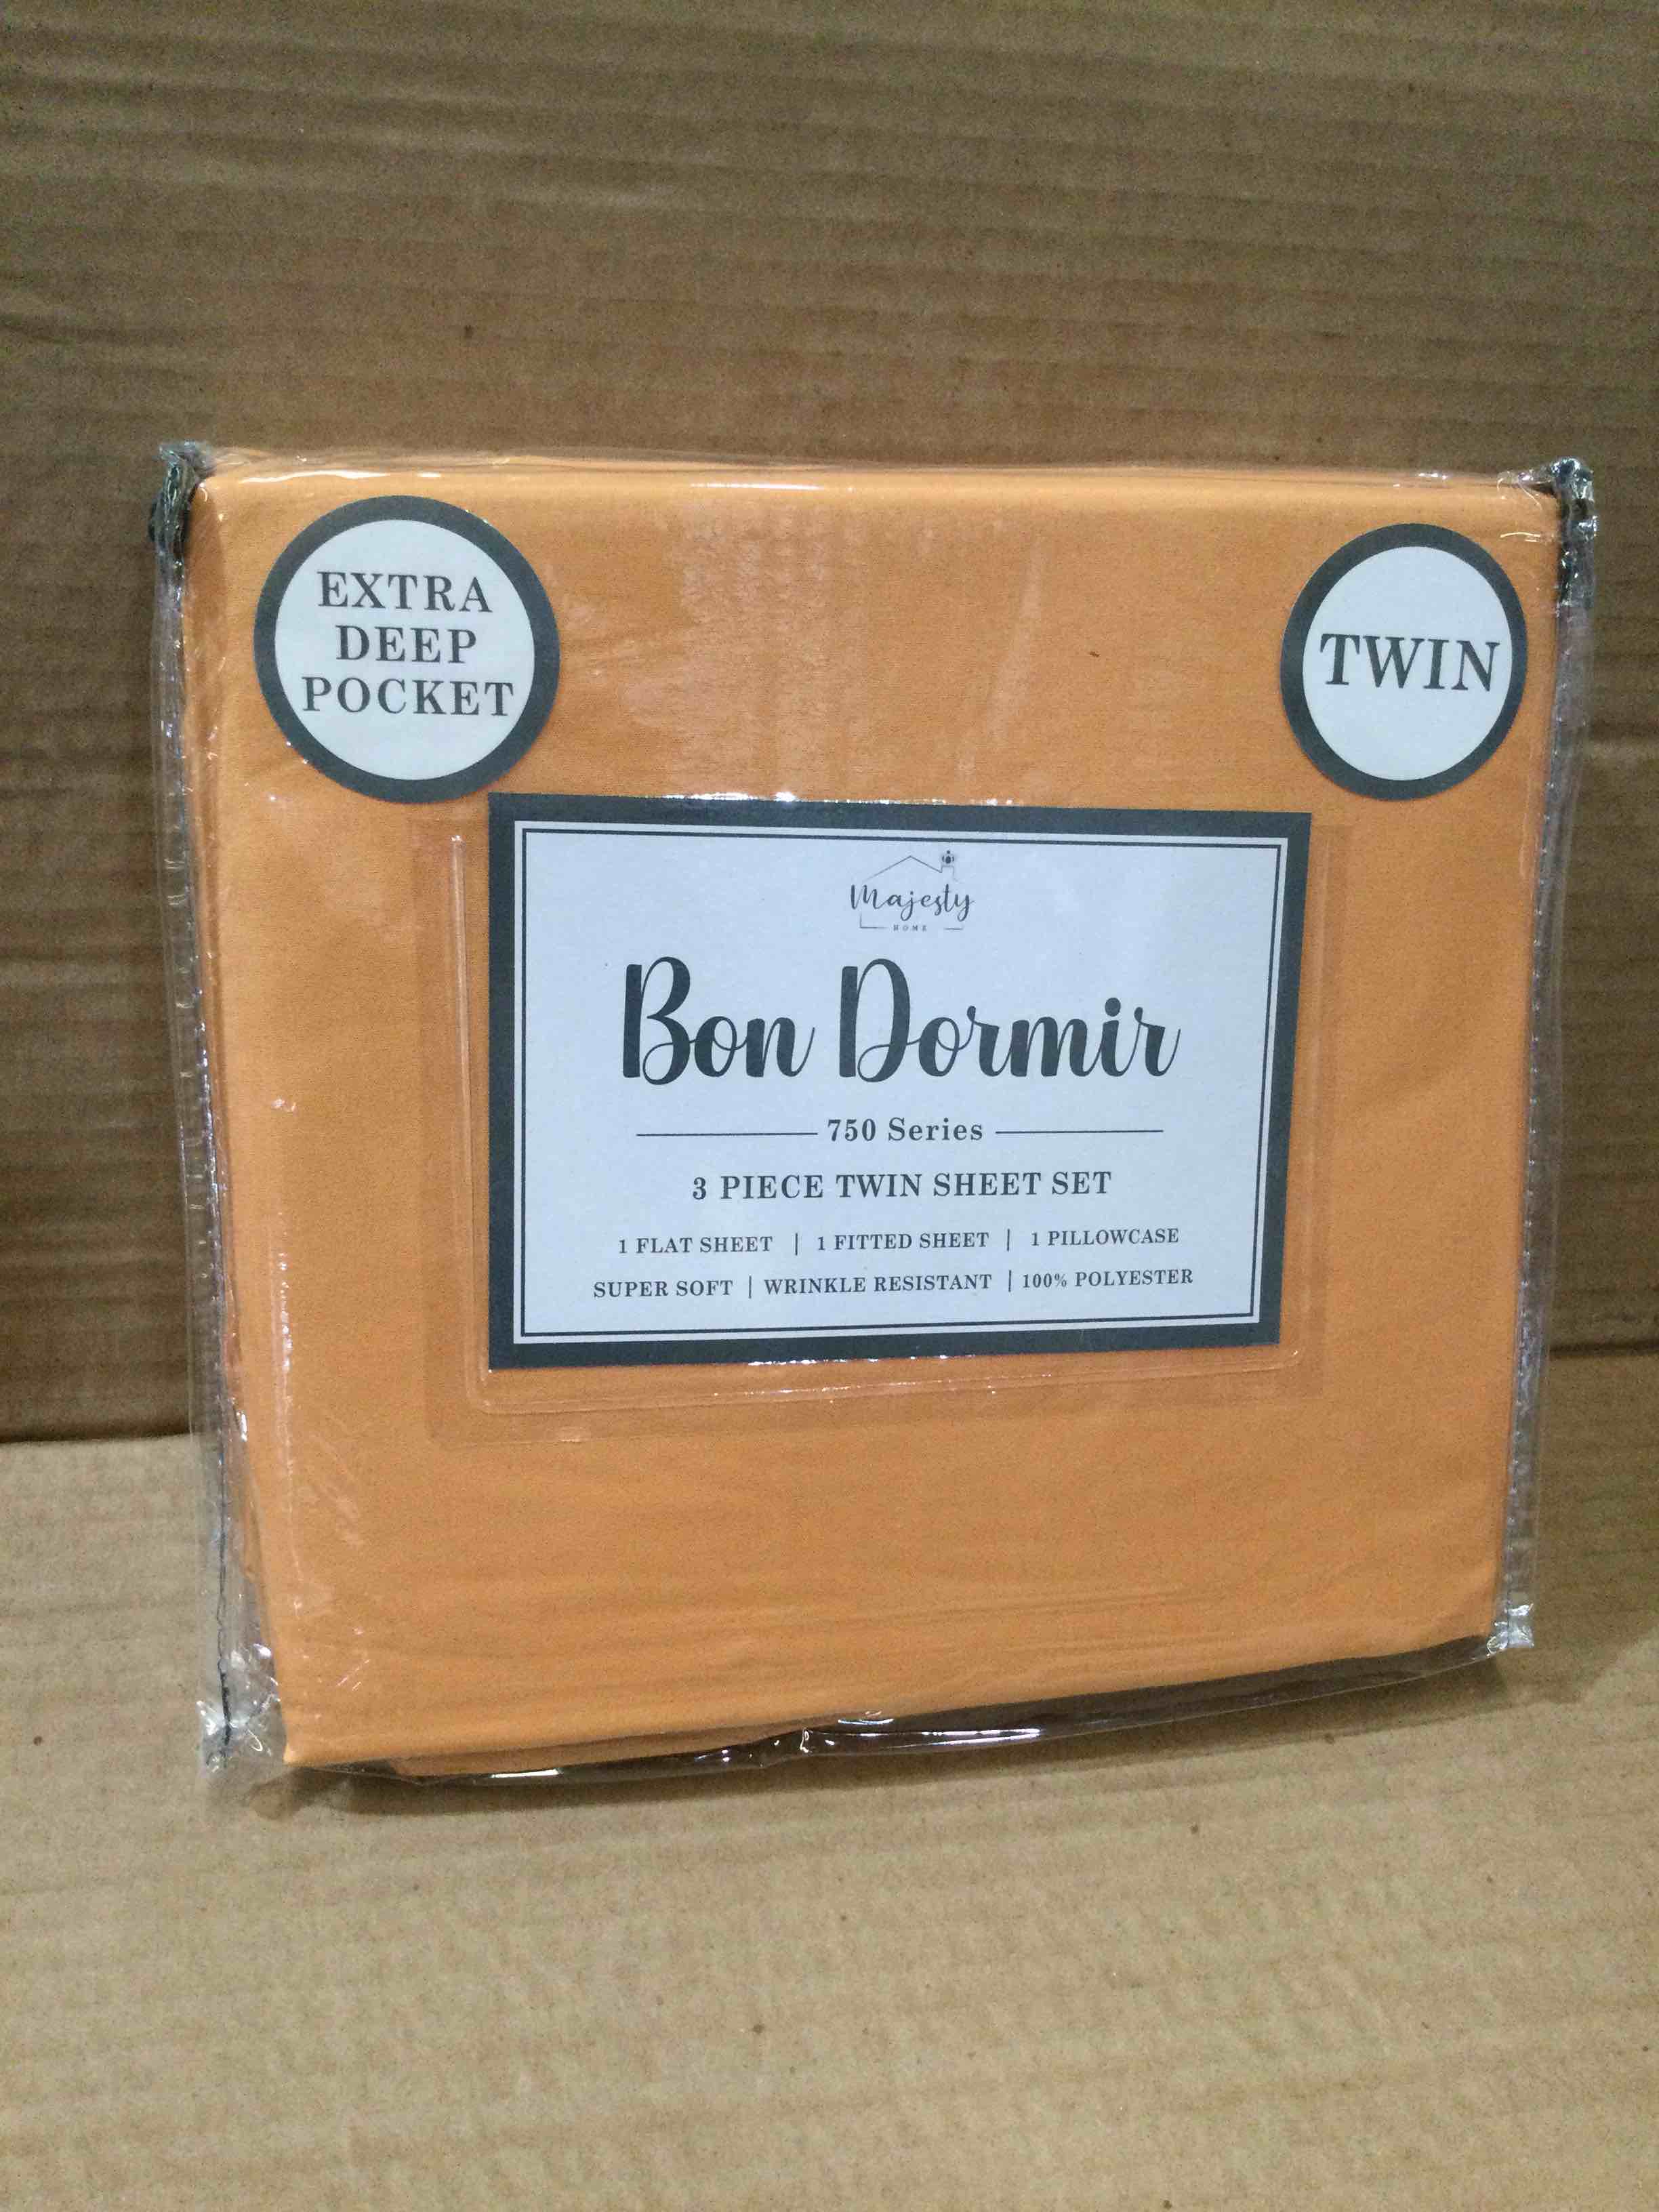 EXTRA
DEEP
POCKET
TWIN
Majesty
HOME
Bon Dormir
750 Series
3 PIECE TWIN SHEET SET
1 FLAT SHEET | 1 FITTED SHEET | 1 PILLOWCASE
SUPER SOFT | WRINKLE RESISTANT | 100% POLYESTER